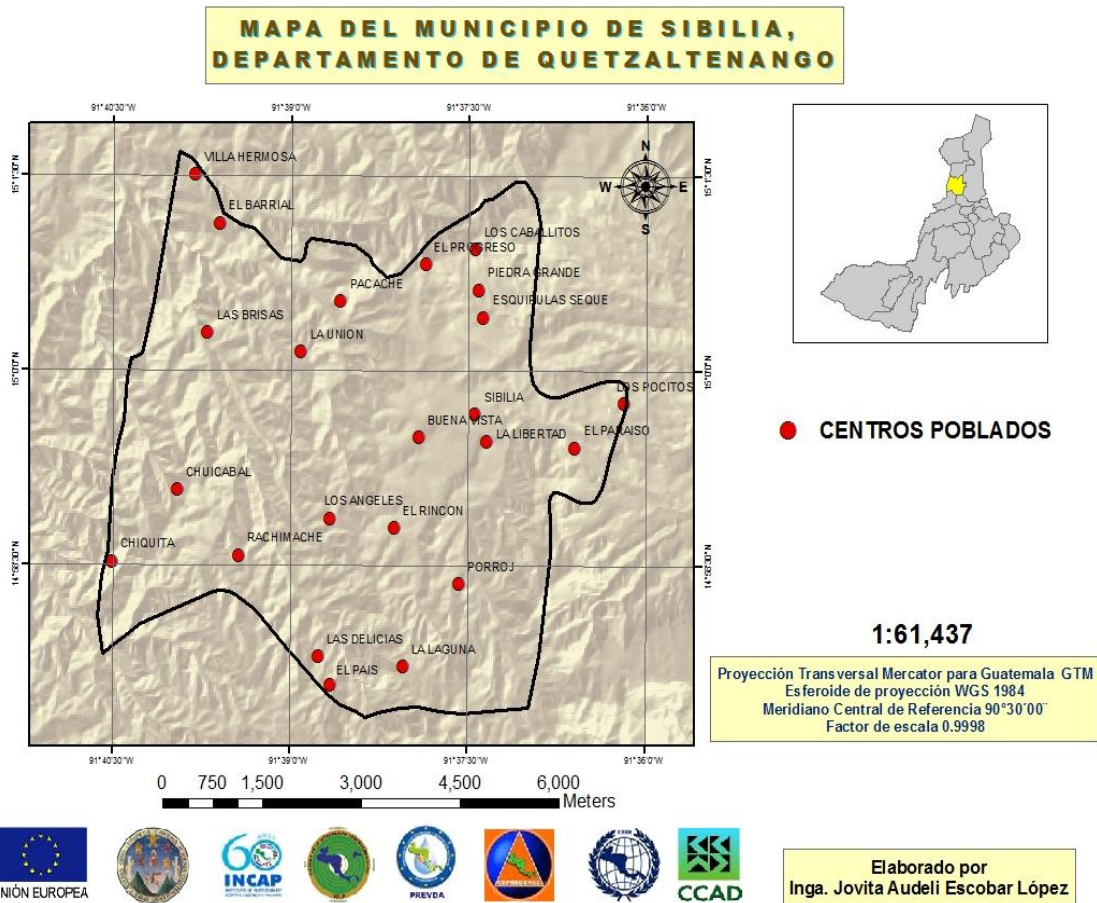 MAPA DEL MUNICIPIO DE SIBILIA,
DEPARTAMENTO DE QUETZALTENANGO
91°40'30"W 91°39'0"W 91°37'30"W 91°36'0"W
15°1'30"N 15°1'30"N
15°0'0"N 15°0'0"N
14°58'30"N 14°58'30"N
N
W E
S
VILLA HERMOSA
EL BARRIAL
LOS CABALLITOS
EL PROGRESO
PIEDRA GRANDE
PACACHE
ESQUIPULAS SEQUE
LAS BRISAS
LA UNION
LOS POCITOS
SIBILIA
BUENA VISTA
LA LIBERTAD
EL PARAISO
CHUICABAL
LOS ANGELES
EL RINCON
CHIQUITA
RACHIMACHE
PORROJ
LAS DELICIAS
LA LAGUNA
EL PAIS
91°40'30"W 91°39'0"W 91°37'30"W 91°36'0"W
CENTROS POBLADOS
1:61,437
Proyección Transversal Mercator para Guatemala GTM
Esferoide de proyección WGS 1984
Meridiano Central de Referencia 90°30'00"
Factor de escala 0.9998
0 750 1,500 3,000 4,500 6,000
Meters
NIÓN EUROPEA
60
INCAP
PREVDA
CEPREDENAC
CCAD
Elaborado por
Inga. Jovita Audeli Escobar López